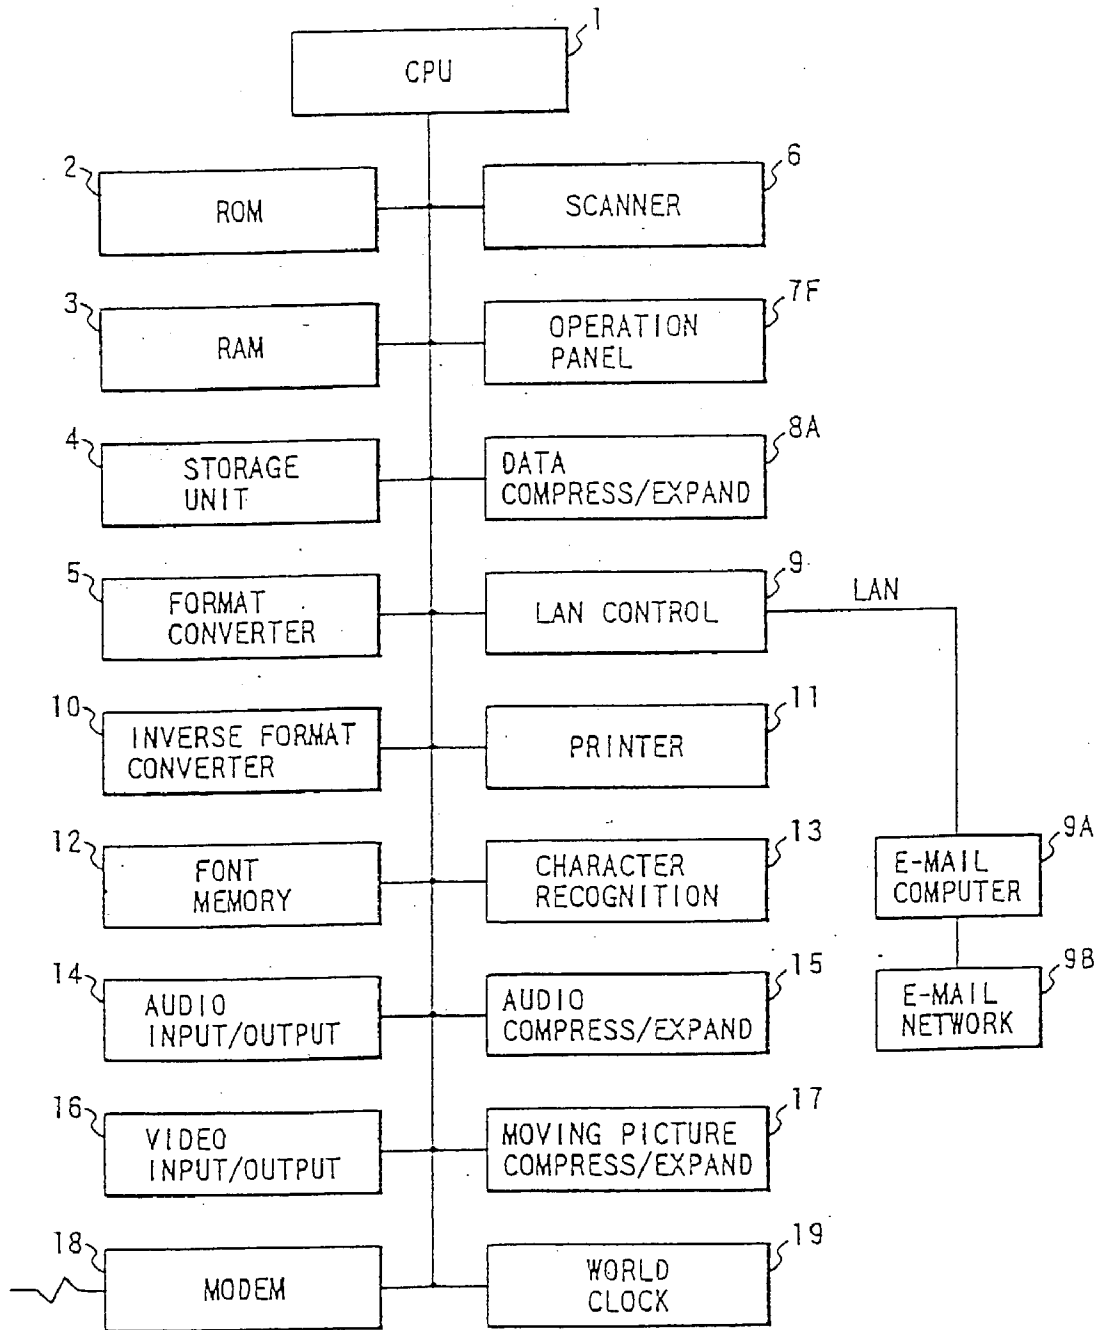 1
CPU
2
ROM
6
SCANNER
3
RAM
7F
OPERATION
PANEL
4
STORAGE
UNIT
8A
DATA
COMPRESS/EXPAND
5
FORMAT
CONVERTER
9
LAN CONTROL
LAN
10
INVERSE FORMAT
CONVERTER
11
PRINTER
12
FONT
MEMORY
13
CHARACTER
RECOGNITION
9A
E-MAIL
COMPUTER
14
AUDIO
INPUT/OUTPUT
15
AUDIO
COMPRESS/EXPAND
9B
E-MAIL
NETWORK
16
VIDEO
INPUT/OUTPUT
17
MOVING PICTURE
COMPRESS/EXPAND
18
MODEM
19
WORLD
CLOCK